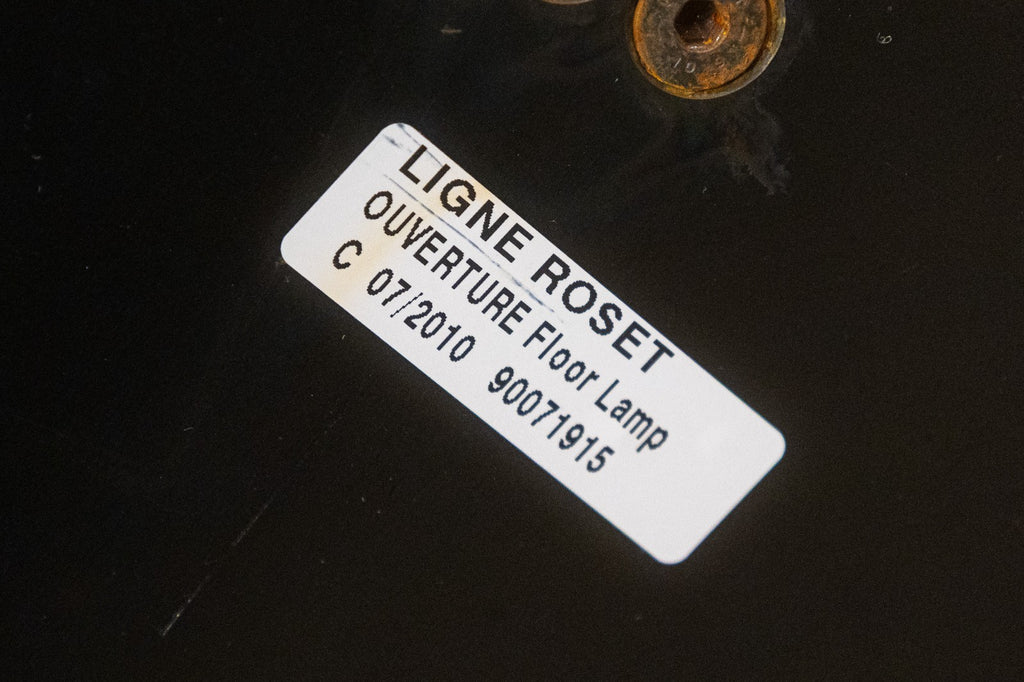 LIGNE ROSET
OUVERTURE Floor Lamp
C 07/2010 90071915